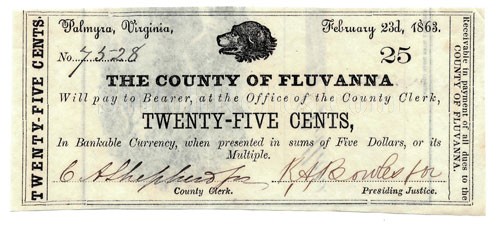 Palmyra, Virginia, February 23d, 1863.
No. 7528 25
THE COUNTY OF FLUVANNA
Will pay to Bearer, at the Office of the County Clerk,
TWENTY-FIVE CENTS,
In Bankable Currency, when presented in sums of Five Dollars, or its
Multiple.
County Clerk. Presiding Justice.
TWENTY-FIVE CENTS.
Receivable in payment of all dues to the
COUNTY OF FLUVANNA.